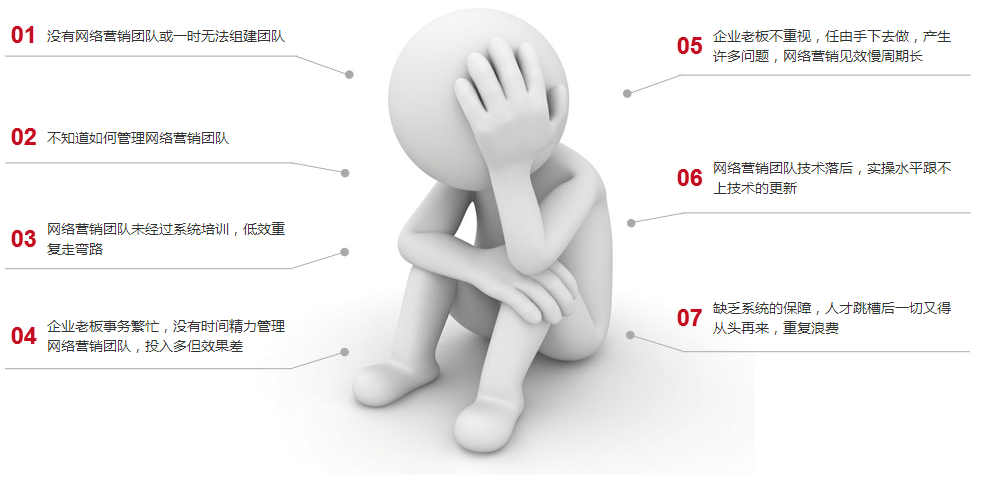 01
没有网络营销团队或一时无法组建团队
02
不知道如何管理网络营销团队
03
网络营销团队未经过系统培训，低效重
复走弯路
04
企业老板事务繁忙，没有时间精力管理
网络营销团队，投入多但效果差
05
企业老板不重视，任由手下去做，产生
许多问题，网络营销见效慢周期长
06
网络营销团队技术落后，实操水平跟不
上技术的更新
07
缺乏系统的保障，人才跳槽后一切又得
从头再来，重复浪费